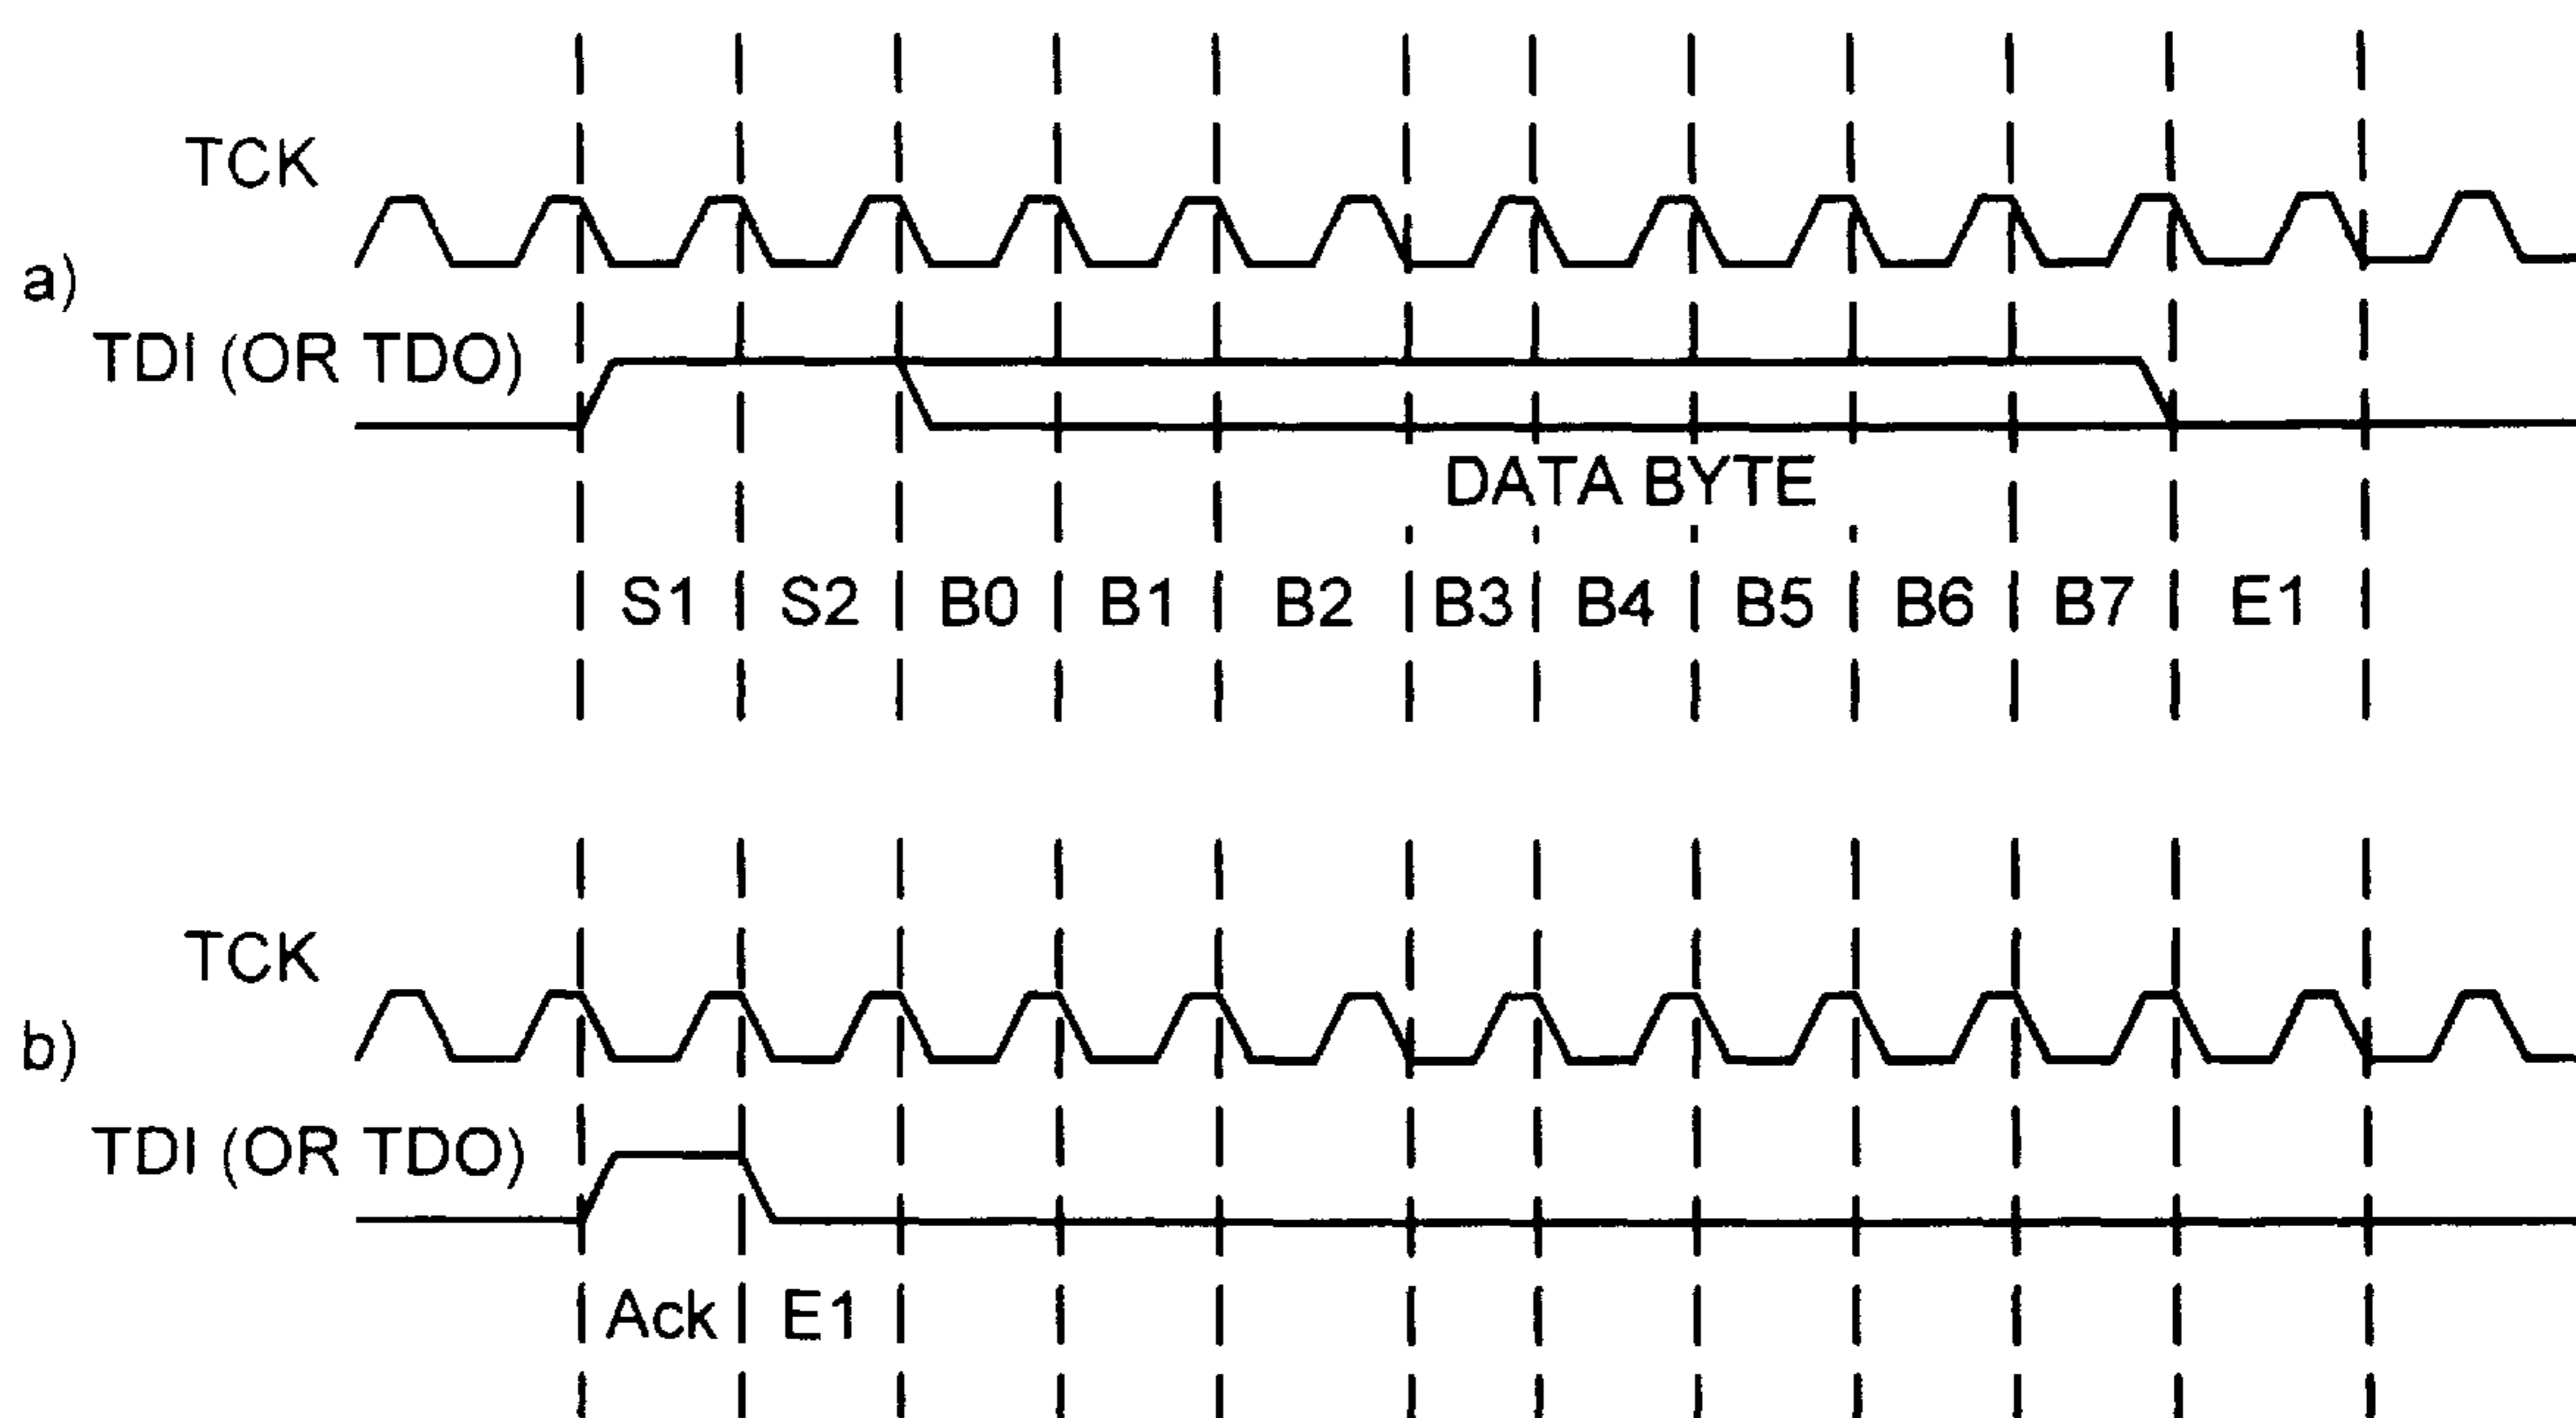 TCK
a)
TDI (OR TDO)
DATA BYTE
S1 S2 B0 B1 B2 B3 B4 B5 B6 B7 E1
TCK
b)
TDI (OR TDO)
Ack E1